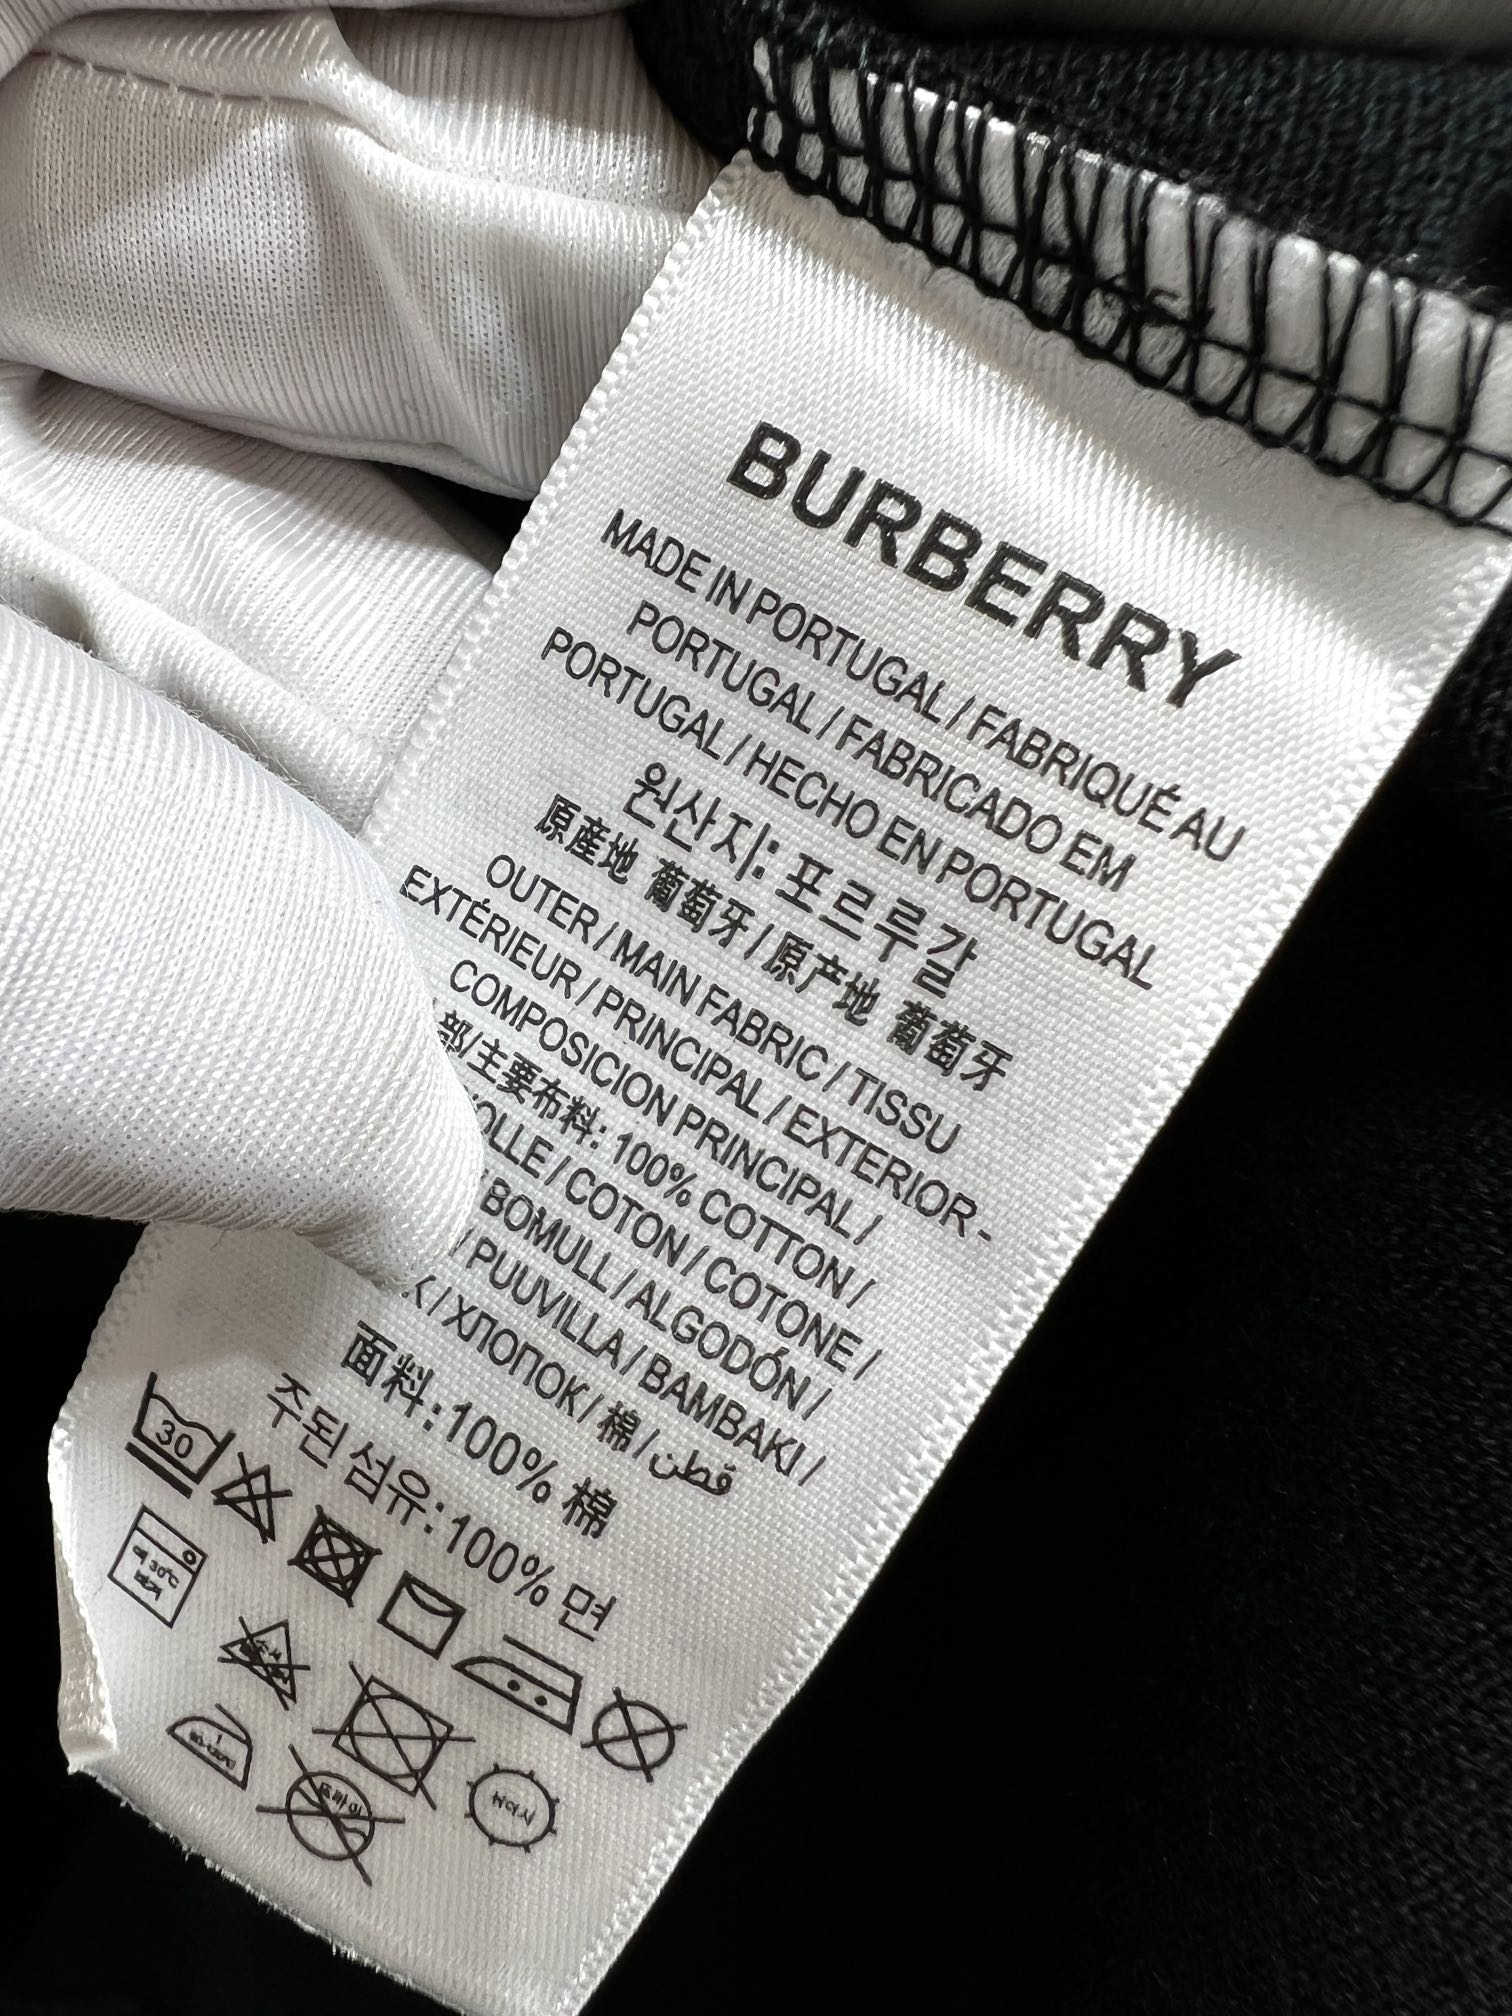 BURBERRY
MADE IN PORTUGAL / FABRIQUÉ AU
PORTUGAL / FABRICADO EM
PORTUGAL / HECHO EN PORTUGAL
원산지: 포르루갈
原產地 葡萄牙 / 原产地 葡萄牙
OUTER / MAIN FABRIC / TISSU
EXTÉRIEUR / PRINCIPAL / EXTERIOR-
COMPOSICION PRINCIPAL /
部/主要布料: 100% COTTON /
OLLE / COTON / COTONE /
BOMULL / ALGODÓN /
/ PUUVILLA / BAMBAKI /
K / ХЛОПОК / 棉 / قطن
面料: 100% 棉
주된 섬유: 100% 면
30